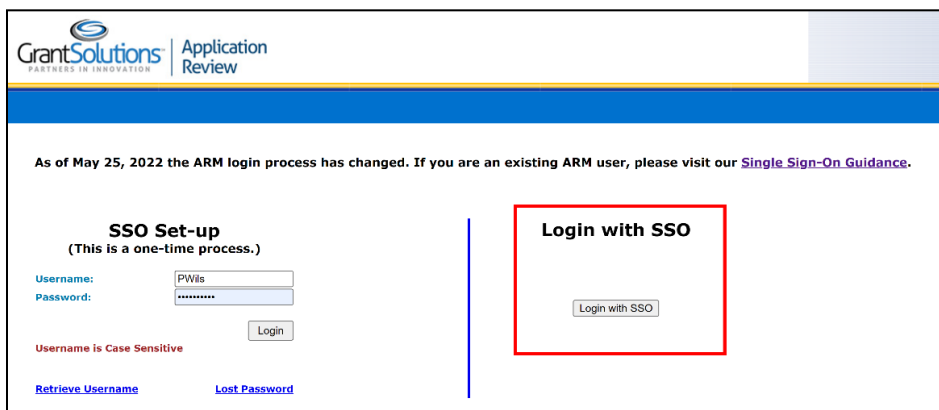 GrantSolutions
PARTNERS IN INNOVATION
Application
Review
As of May 25, 2022 the ARM login process has changed. If you are an existing ARM user, please visit our Single Sign-On Guidance.
SSO Set-up
(This is a one-time process.)
Username: PWils
Password: ••••••••••
Login
Username is Case Sensitive
Retrieve Username Lost Password
Login with SSO
Login with SSO